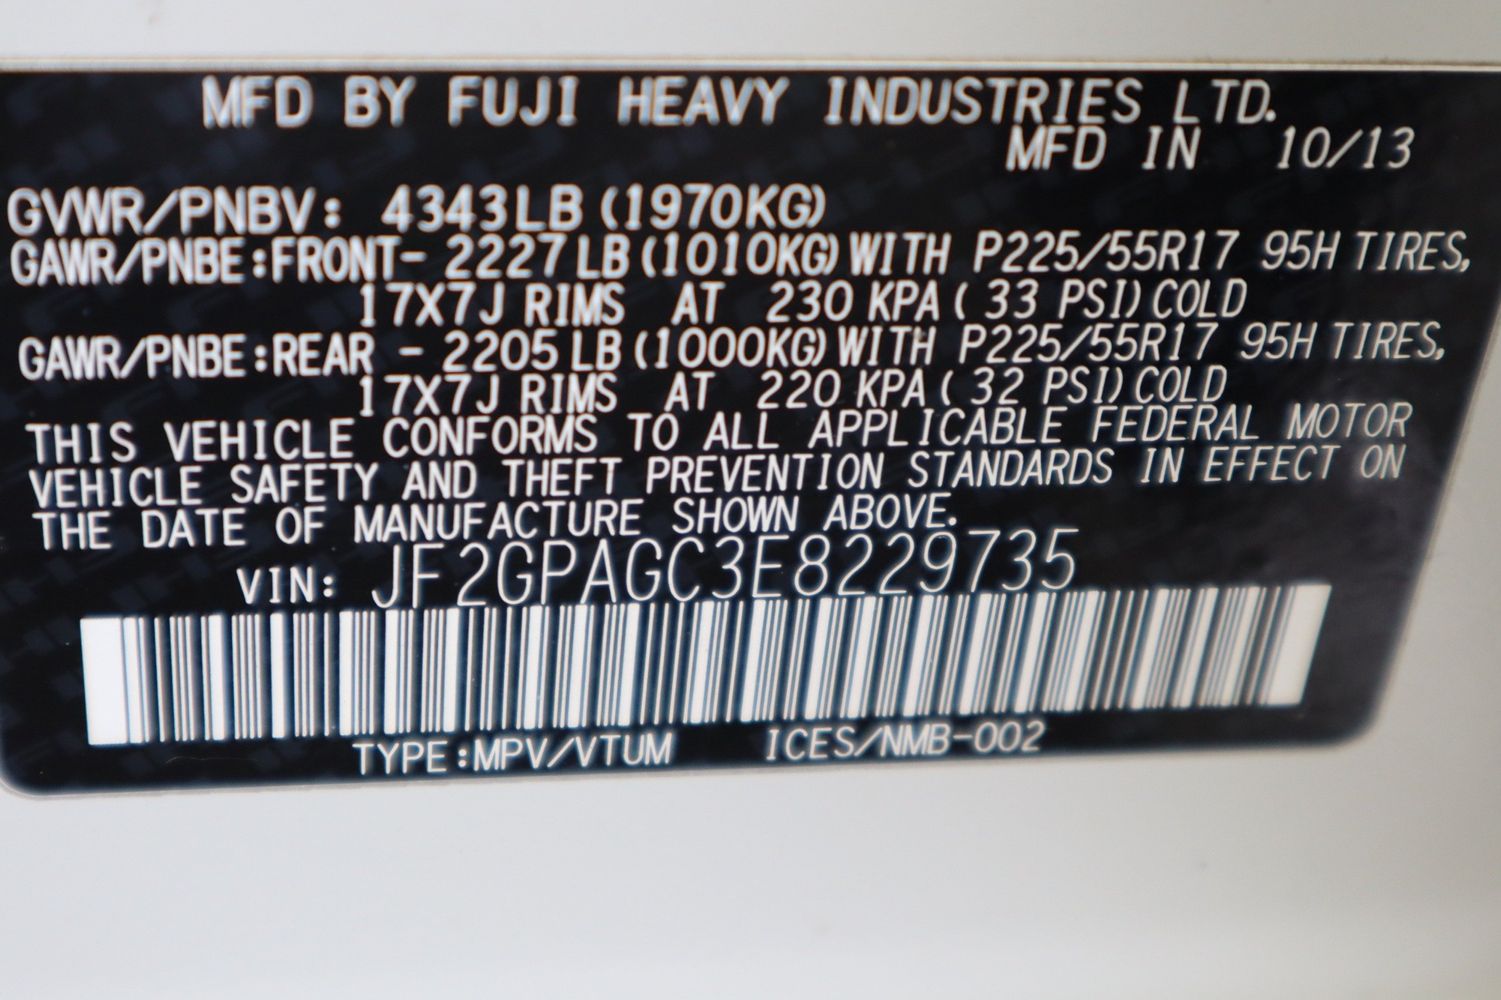 MFD BY FUJI HEAVY INDUSTRIES LTD.
MFD IN 10/13
GVWR/PNBV: 4343LB (1970KG)
GAWR/PNBE:FRONT- 2227LB(1010KG)WITH P225/55R17 95H TIRES,
17X7J RIMS AT 230 KPA ( 33 PSI) COLD
GAWR/PNBE:REAR - 2205LB(1000KG)WITH P225/55R17 95H TIRES,
17X7J RIMS AT 220 KPA ( 32 PSI) COLD
THIS VEHICLE CONFORMS TO ALL APPLICABLE FEDERAL MOTOR
VEHICLE SAFETY AND THEFT PREVENTION STANDARDS IN EFFECT ON
THE DATE OF MANUFACTURE SHOWN ABOVE.
VIN: JF2GPAGC3E8229735
TYPE:MPV/VTUM ICES/NMB-002